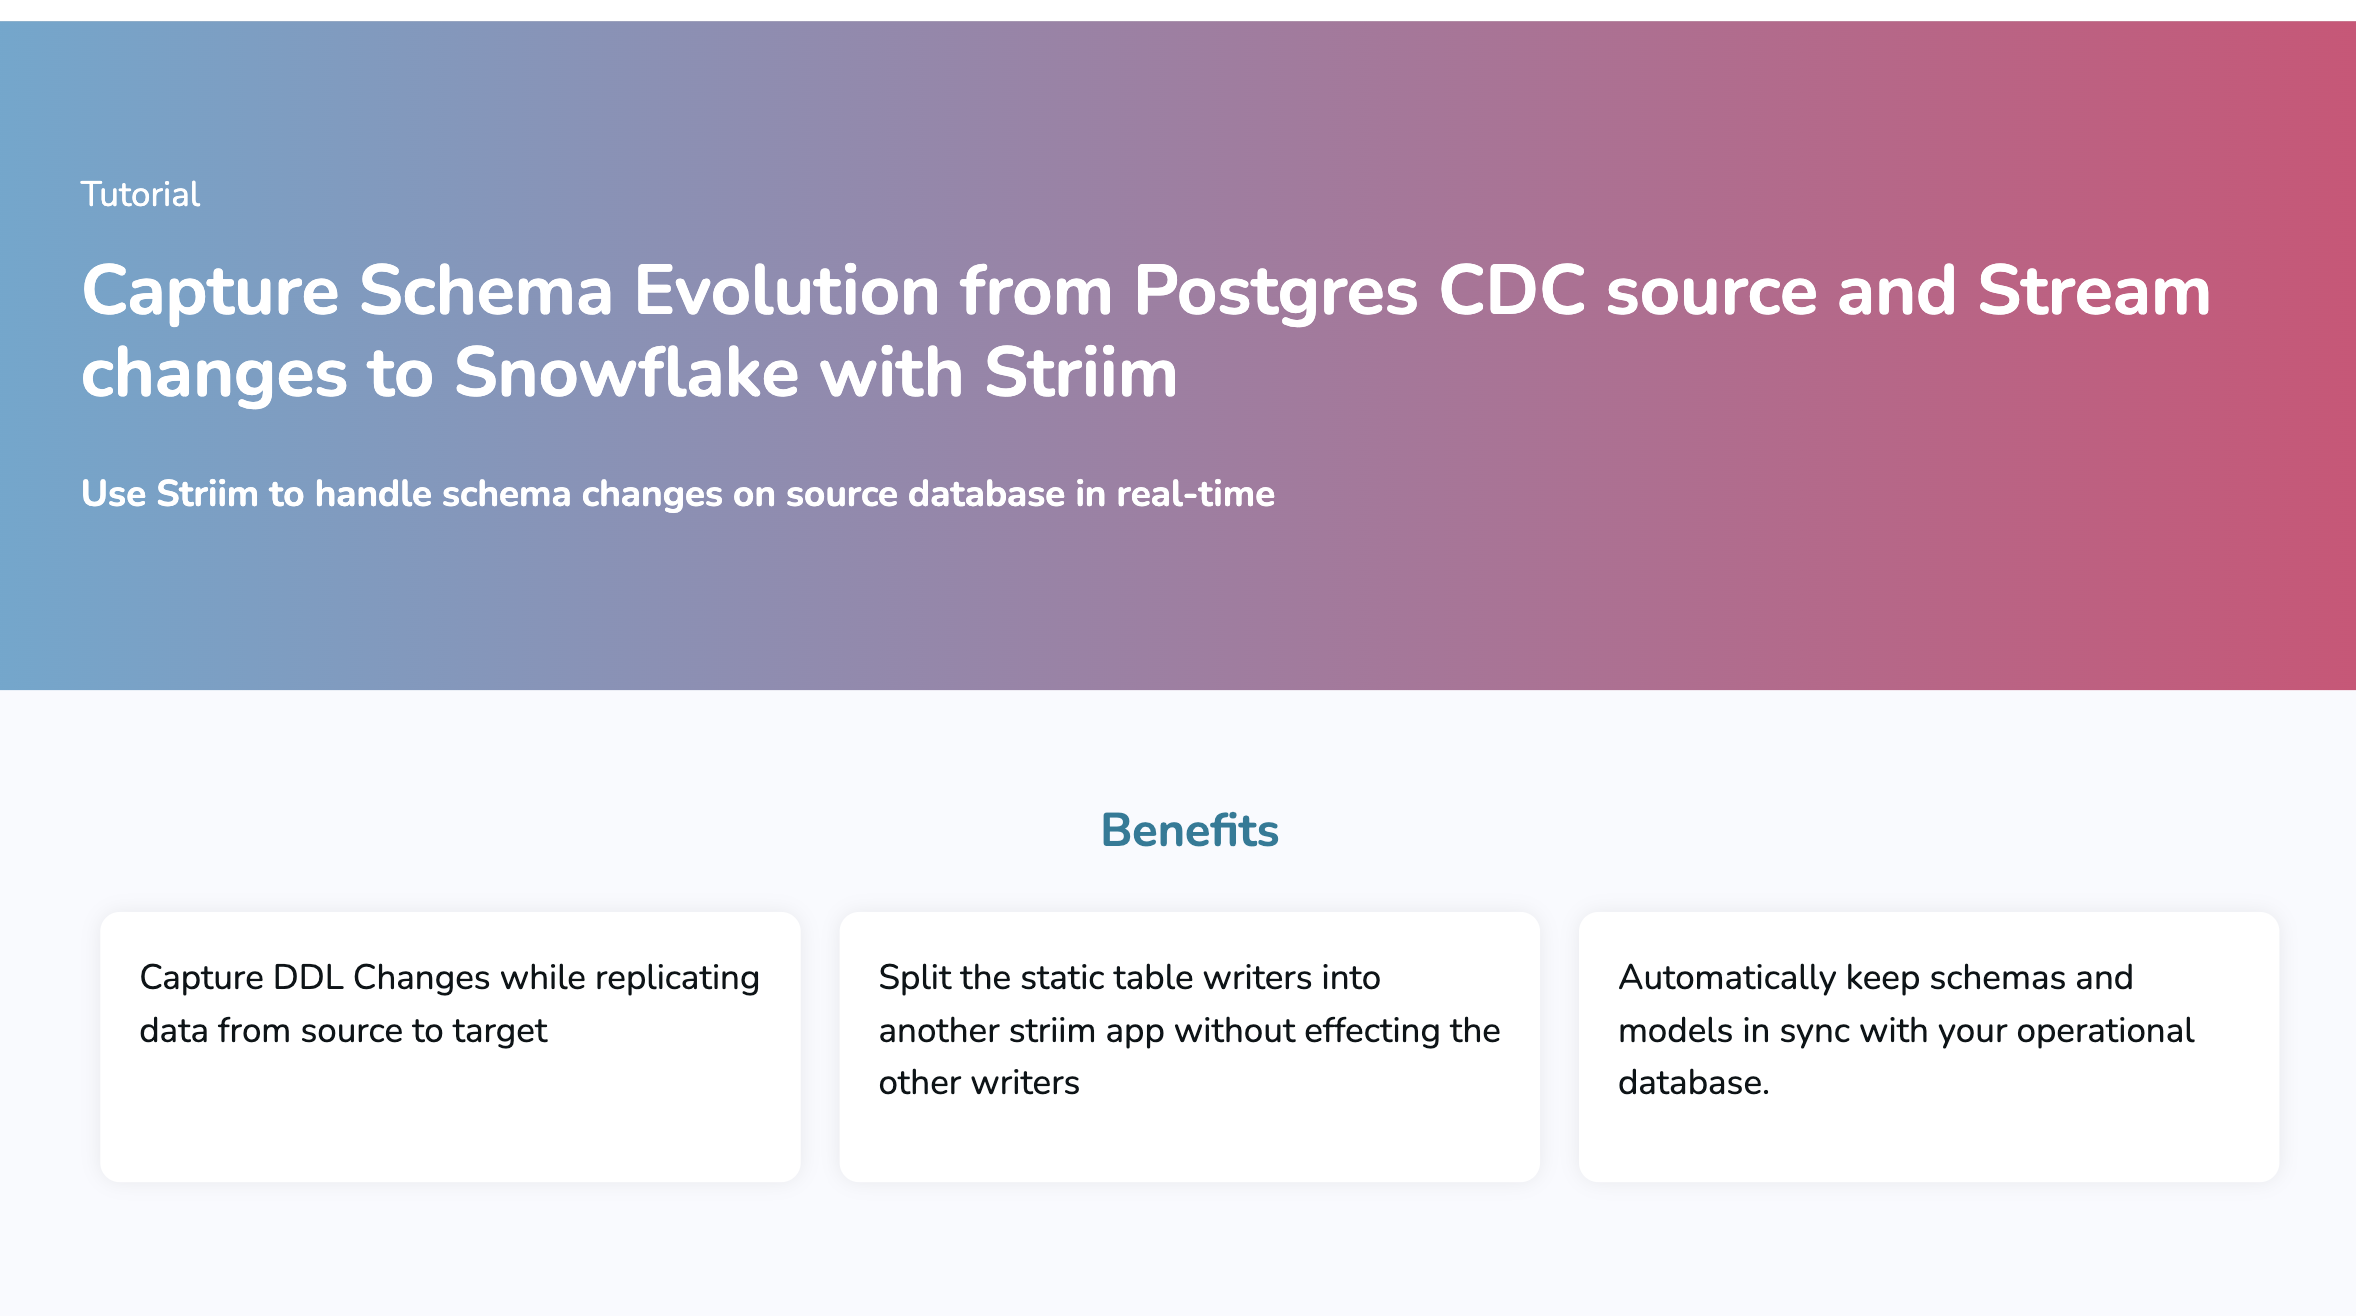 Tutorial
Capture Schema Evolution from Postgres CDC source and Stream
changes to Snowflake with Striim
Use Striim to handle schema changes on source database in real-time
Benefits
Capture DDL Changes while replicating
data from source to target
Split the static table writers into
another striim app without effecting the
other writers
Automatically keep schemas and
models in sync with your operational
database.